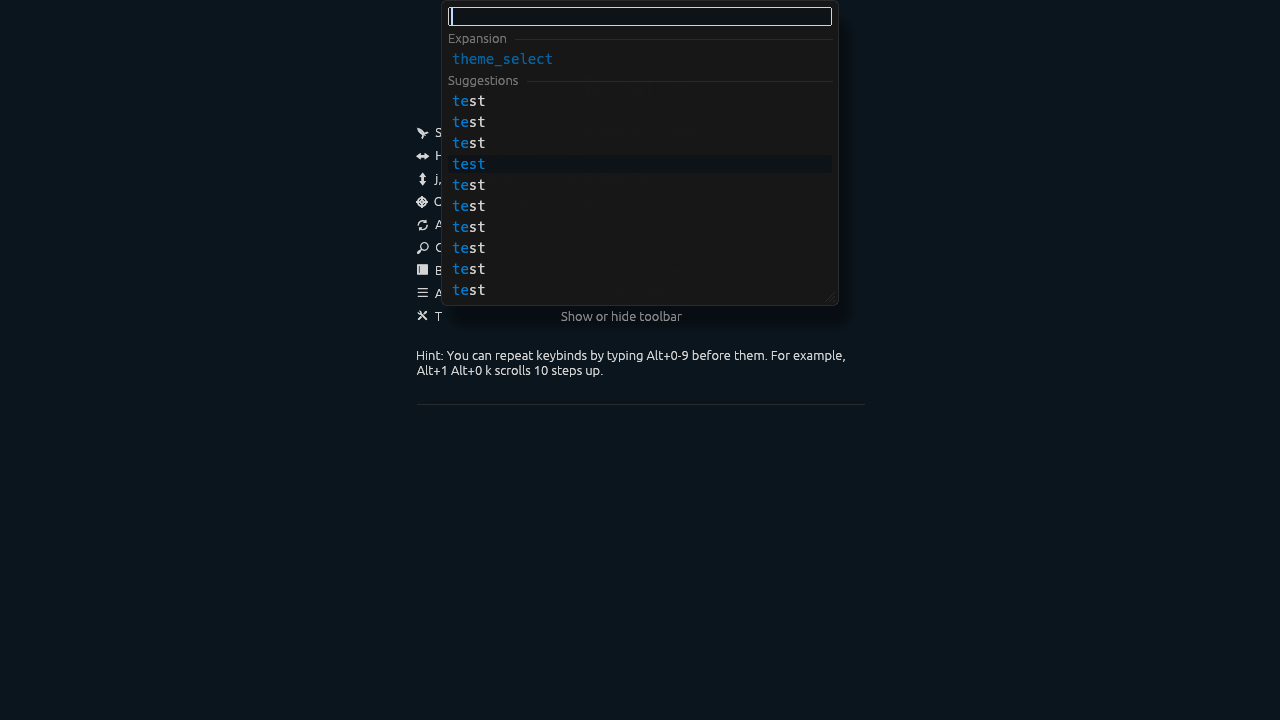 Expansion
theme_select
Suggestions
test
test
test
test
test
test
test
test
test
test
S
H
j,
A
B
A
T
Show or hide toolbar
Hint: You can repeat keybinds by typing Alt+0-9 before them. For example,
Alt+1 Alt+0 k scrolls 10 steps up.